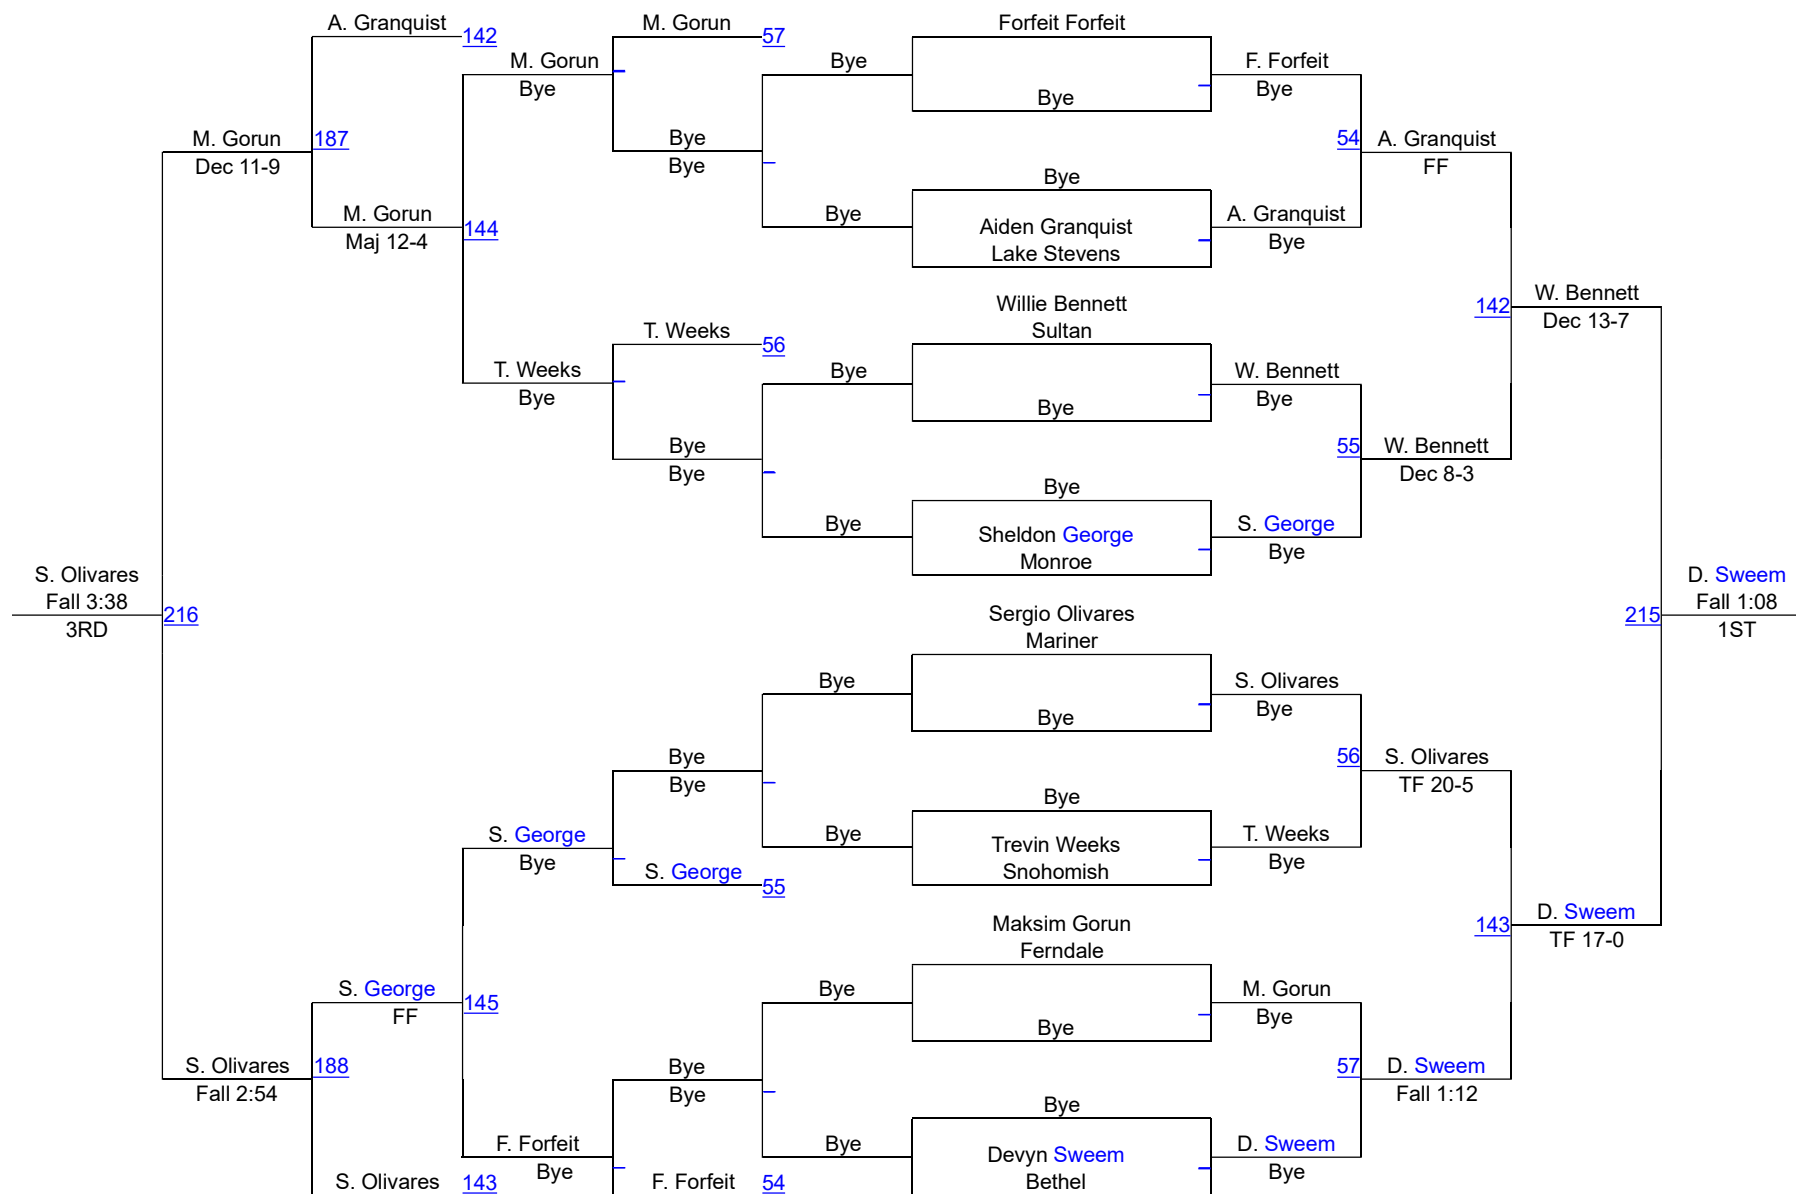 A. Granquist
142
M. Gorun
57
Forfeit Forfeit
M. Gorun
Bye
Bye
Bye
F. Forfeit
Bye
M. Gorun
Dec 11-9
187
Bye
Bye
54
A. Granquist
FF
M. Gorun
Maj 12-4
144
Bye
Bye
Aiden Granquist
Lake Stevens
A. Granquist
Bye
Willie Bennett
Sultan
142
W. Bennett
Dec 13-7
T. Weeks
56
T. Weeks
Bye
Bye
Bye
W. Bennett
Bye
Bye
Bye
55
W. Bennett
Dec 8-3
Bye
Bye
Sheldon George
Monroe
S. George
Bye
S. Olivares
Fall 3:38
3RD
216
Sergio Olivares
Mariner
215
D. Sweem
Fall 1:08
1ST
Bye
Bye
S. Olivares
Bye
Bye
Bye
56
S. Olivares
TF 20-5
S. George
Bye
S. George
55
Bye
Bye
Trevin Weeks
Snohomish
T. Weeks
Bye
Maksim Gorun
Ferndale
143
D. Sweem
TF 17-0
S. George
FF
145
Bye
Bye
M. Gorun
Bye
S. Olivares
Fall 2:54
188
Bye
Bye
57
D. Sweem
Fall 1:12
F. Forfeit
Bye
Bye
Bye
Devyn Sweem
Bethel
D. Sweem
Bye
S. Olivares
143
F. Forfeit
54